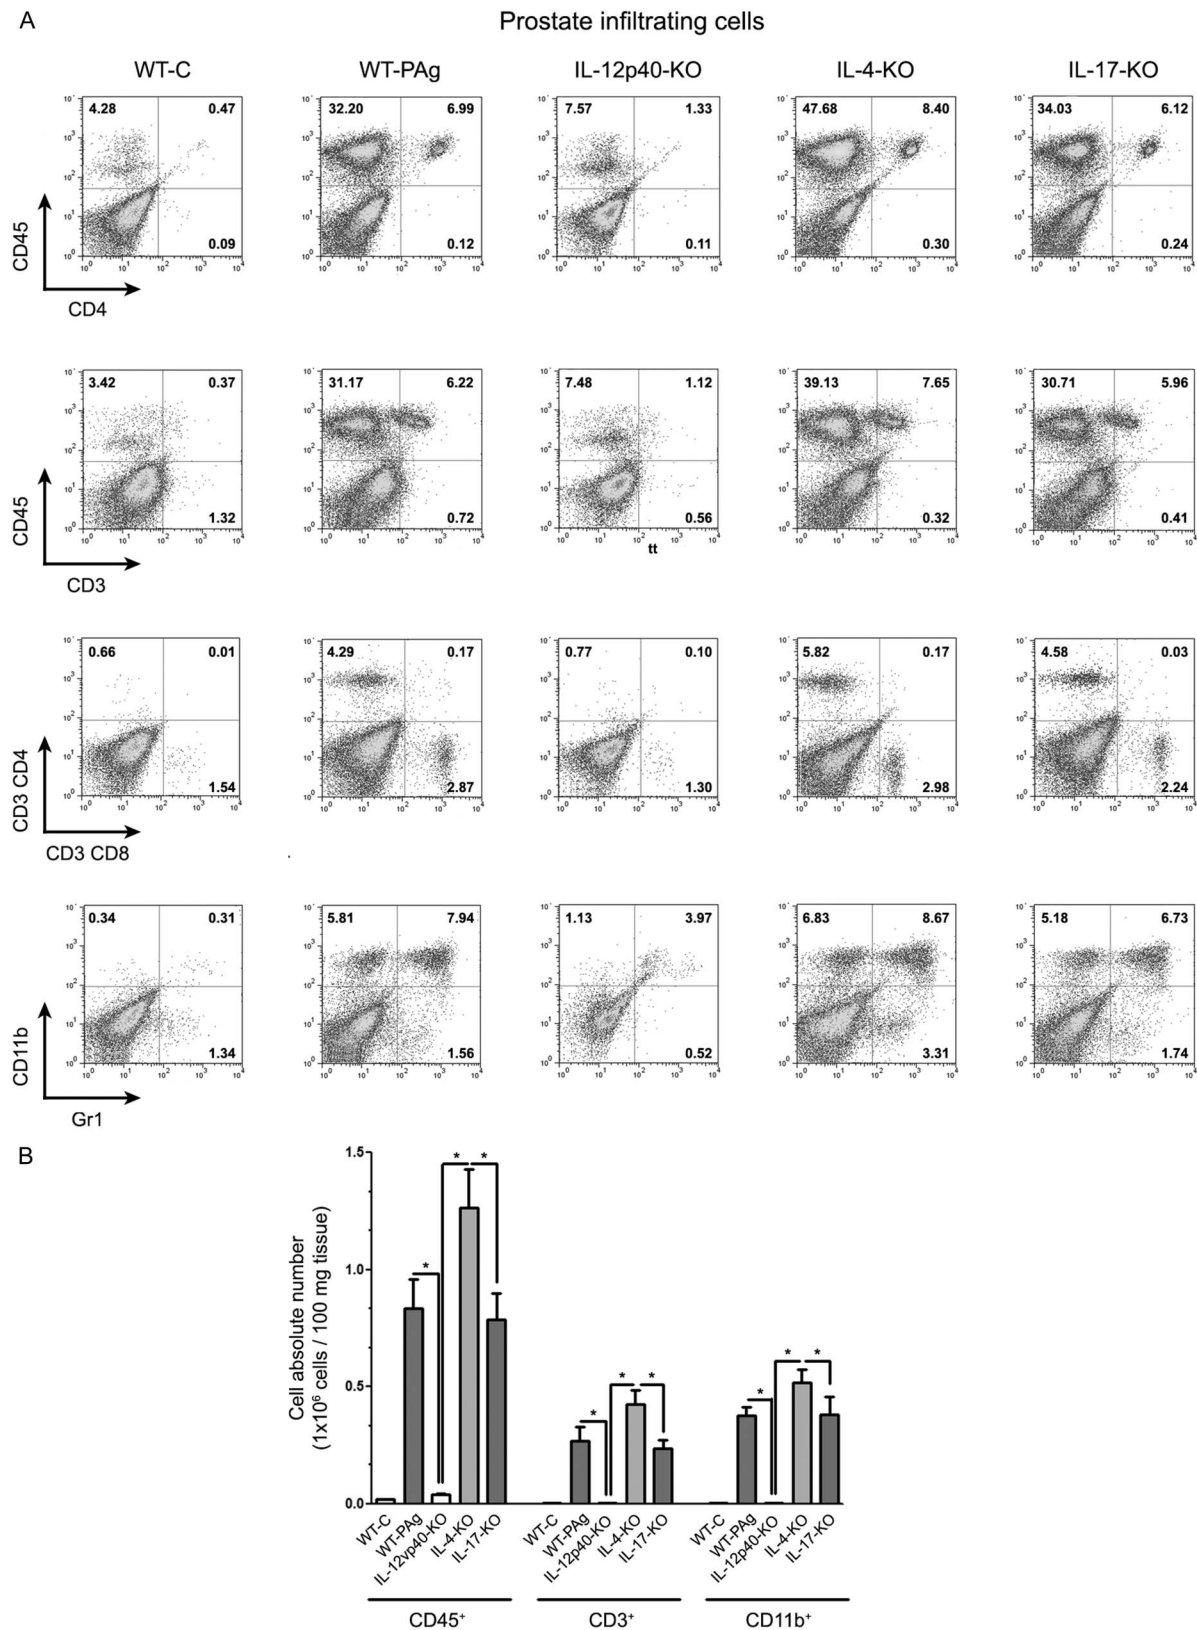 A
Prostate infiltrating cells
WT-C WT-PAg IL-12p40-KO IL-4-KO IL-17-KO
4.28 0.47 32.20 6.99 7.57 1.33 47.68 8.40 34.03 6.12
0.09 0.12 0.11 0.30 0.24
CD45
CD4
3.42 0.37 31.17 6.22 7.48 1.12 39.13 7.65 30.71 5.96
1.32 0.72 0.56 0.32 0.41
tt
CD45
CD3
0.66 0.01 4.29 0.17 0.77 0.10 5.82 0.17 4.58 0.03
1.54 2.87 1.30 2.98 2.24
CD3 CD4
CD3 CD8
0.34 0.31 5.81 7.94 1.13 3.97 6.83 8.67 5.18 6.73
1.34 1.56 0.52 3.31 1.74
CD11b
Gr1
B
Cell absolute number
(1x10⁶ cells / 100 mg tissue)
1.5
1.0
0.5
0.0
* * * * * * * * *
WT-C WT-PAg IL-12vp40-KO IL-4-KO IL-17-KO WT-C WT-PAg IL-12p40-KO IL-4-KO IL-17-KO WT-C WT-PAg IL-12p40-KO IL-4-KO IL-17-KO
CD45⁺ CD3⁺ CD11b⁺